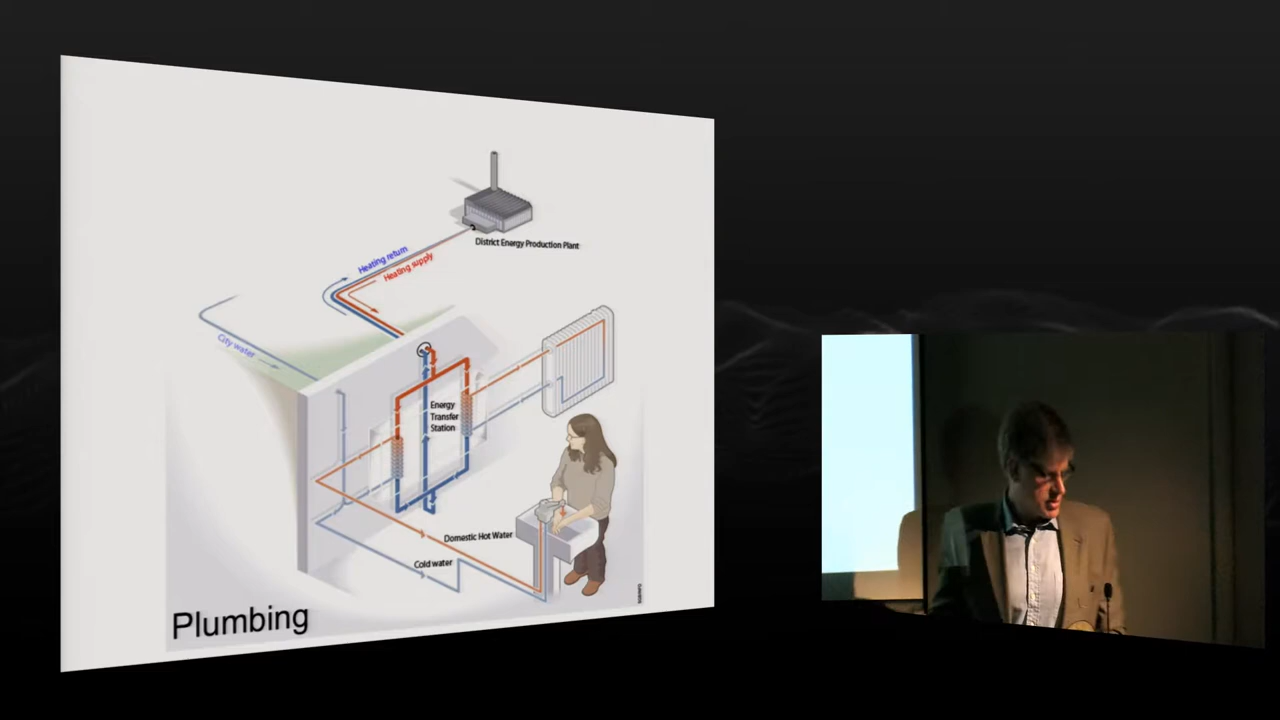 District Energy Production Plant
Heating return
Heating supply
City water
Energy
Transfer
Station
Domestic Hot Water
Cold water
Plumbing